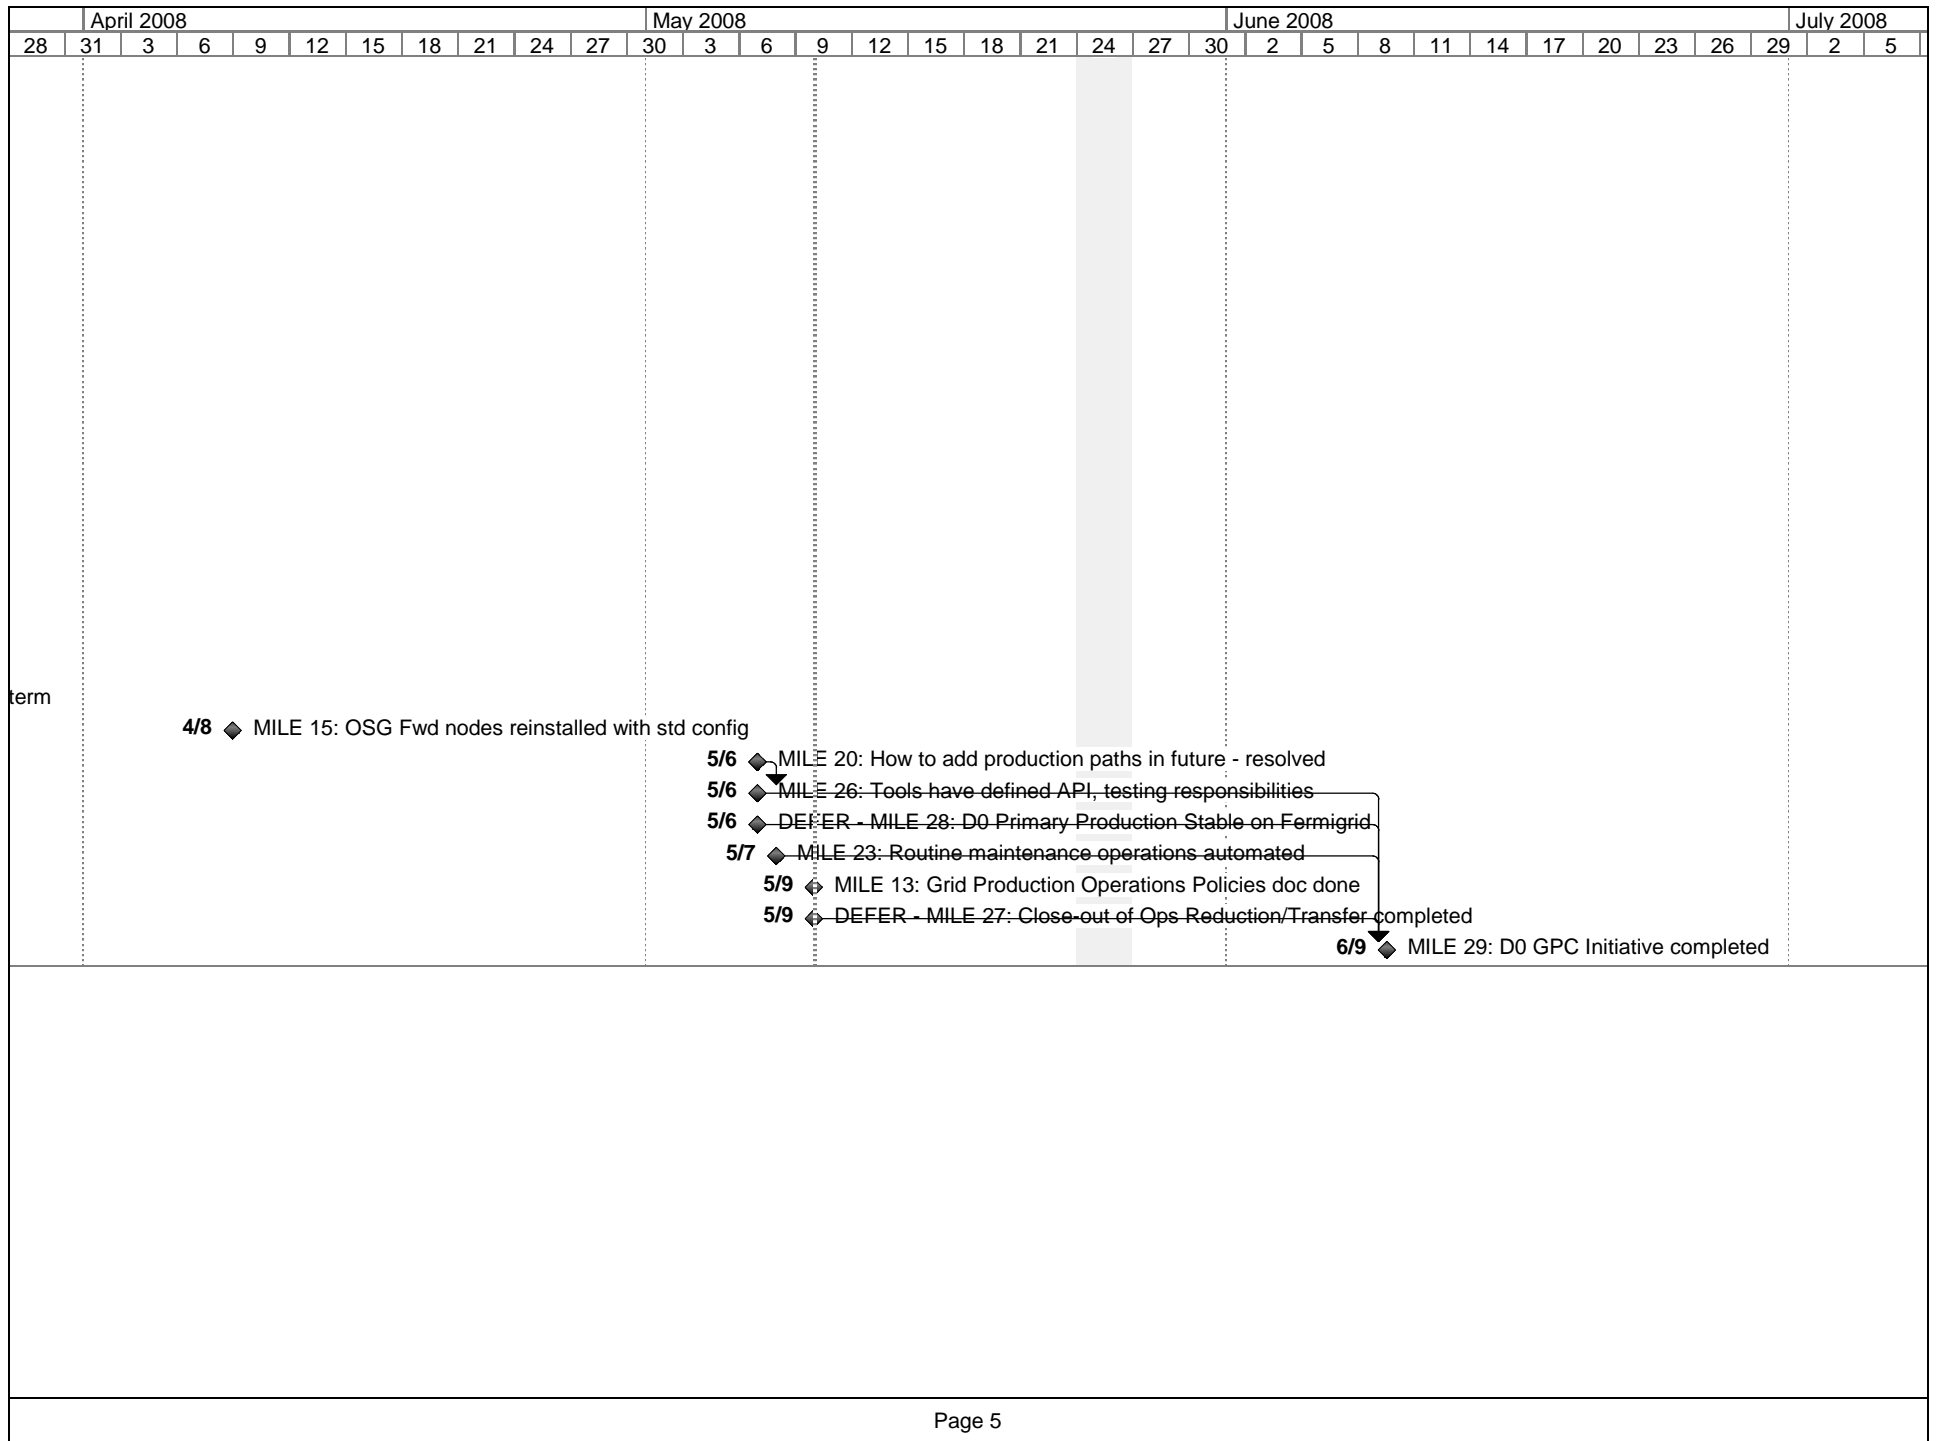 April 2008 May 2008 June 2008 July 2008
28 31 3 6 9 12 15 18 21 24 27 30 3 6 9 12 15 18 21 24 27 30 2 5 8 11 14 17 20 23 26 29 2 5
term
4/8 MILE 15: OSG Fwd nodes reinstalled with std config
5/6 MILE 20: How to add production paths in future - resolved
5/6 MILE 26: Tools have defined API, testing responsibilities
5/6 DEFER - MILE 28: D0 Primary Production Stable on Fermigrid
5/7 MILE 23: Routine maintenance operations automated
5/9 MILE 13: Grid Production Operations Policies doc done
5/9 DEFER - MILE 27: Close-out of Ops Reduction/Transfer completed
6/9 MILE 29: D0 GPC Initiative completed
Page 5